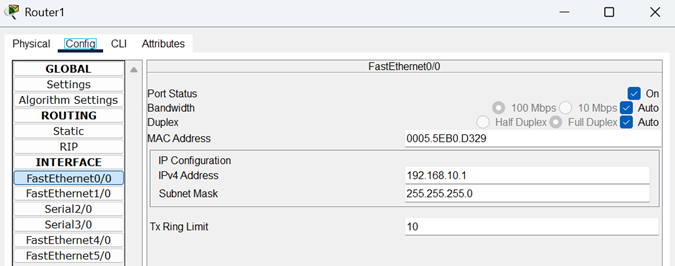 Router1
Physical Config CLI Attributes
GLOBAL
Settings
Algorithm Settings
ROUTING
Static
RIP
INTERFACE
FastEthernet0/0
FastEthernet1/0
Serial2/0
Serial3/0
FastEthernet4/0
FastEthernet5/0
FastEthernet0/0
Port Status On
Bandwidth 100 Mbps 10 Mbps Auto
Duplex Half Duplex Full Duplex Auto
MAC Address 0005.5EB0.D329
IP Configuration
IPv4 Address 192.168.10.1
Subnet Mask 255.255.255.0
Tx Ring Limit 10